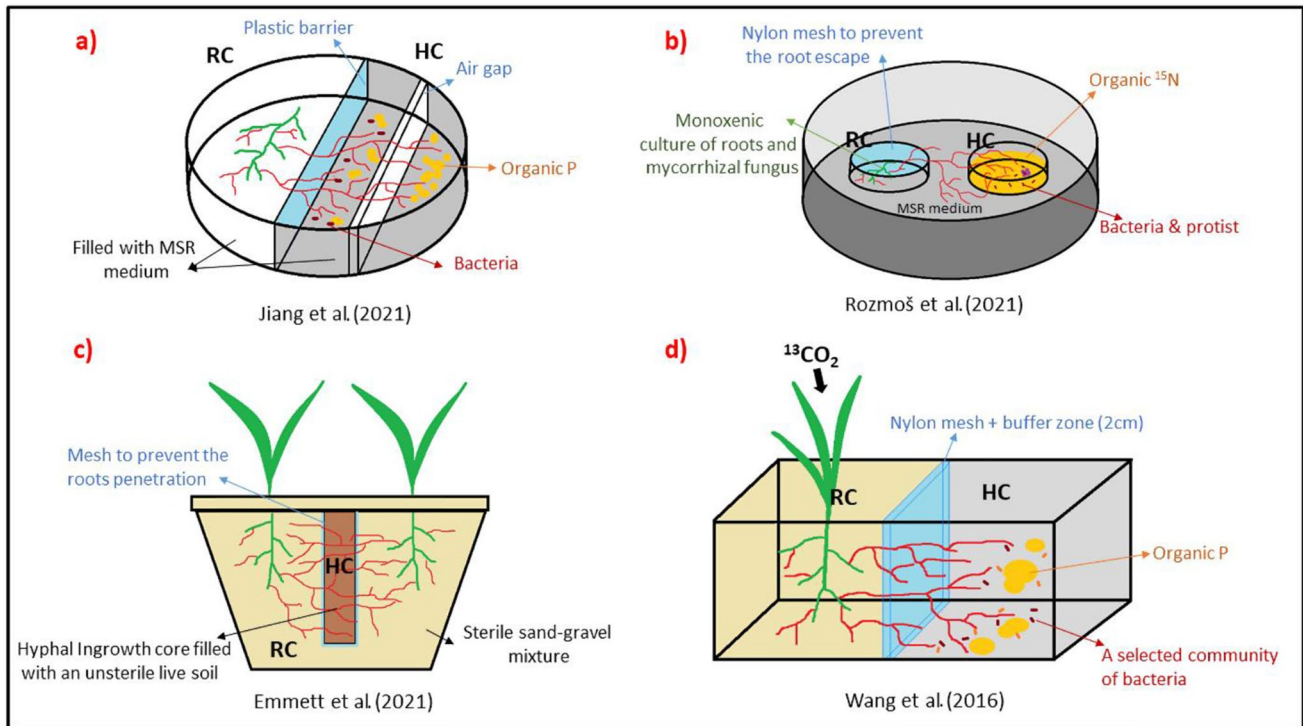 a)
RC
Plastic barrier
HC
Air gap
Organic P
Filled with MSR
medium
Bacteria
Jiang et al. (2021)
b)
Nylon mesh to prevent
the root escape
Organic ¹⁵N
Monoxenic
culture of roots and
mycorrhizal fungus
RC
HC
MSR medium
Bacteria & protist
Rozmoš et al. (2021)
c)
Mesh to prevent the
roots penetration
HC
Hyphal Ingrowth core filled
with an unsterile live soil
RC
Sterile sand-gravel
mixture
Emmett et al. (2021)
d)
¹³CO₂
Nylon mesh + buffer zone (2cm)
RC
HC
Organic P
A selected community
of bacteria
Wang et al. (2016)